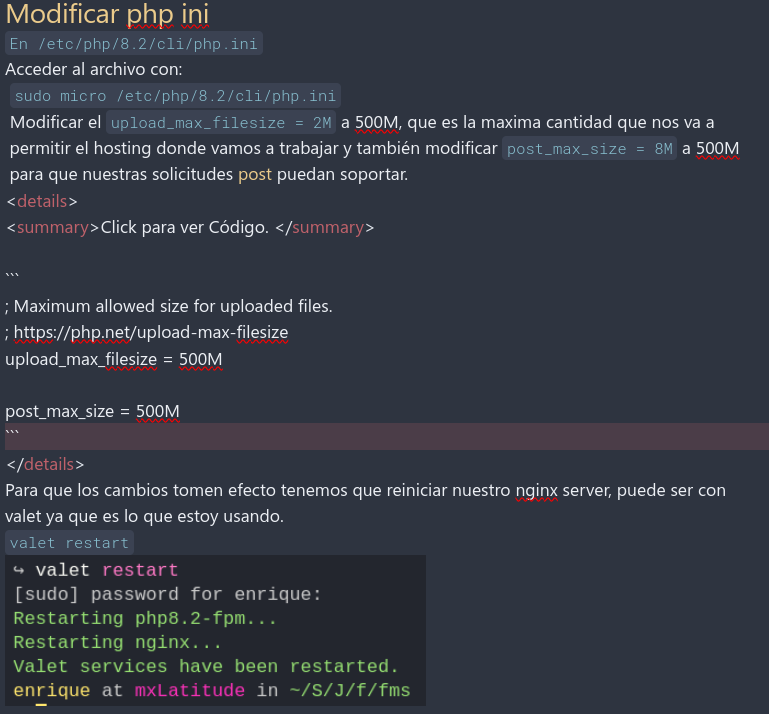 Modificar php ini
En /etc/php/8.2/cli/php.ini
Acceder al archivo con:
sudo micro /etc/php/8.2/cli/php.ini
Modificar el upload_max_filesize = 2M a 500M, que es la maxima cantidad que nos va a
permitir el hosting donde vamos a trabajar y también modificar post_max_size = 8M a 500M
para que nuestras solicitudes post puedan soportar.
<details>
<summary>Click para ver Código. </summary>
```
; Maximum allowed size for uploaded files.
; https://php.net/upload-max-filesize
upload_max_filesize = 500M
post_max_size = 500M
```
</details>
Para que los cambios tomen efecto tenemos que reiniciar nuestro nginx server, puede ser con
valet ya que es lo que estoy usando.
valet restart
↪ valet restart
[sudo] password for enrique:
Restarting php8.2-fpm...
Restarting nginx...
Valet services have been restarted.
enrique at mxLatitude in ~/S/J/f/fms